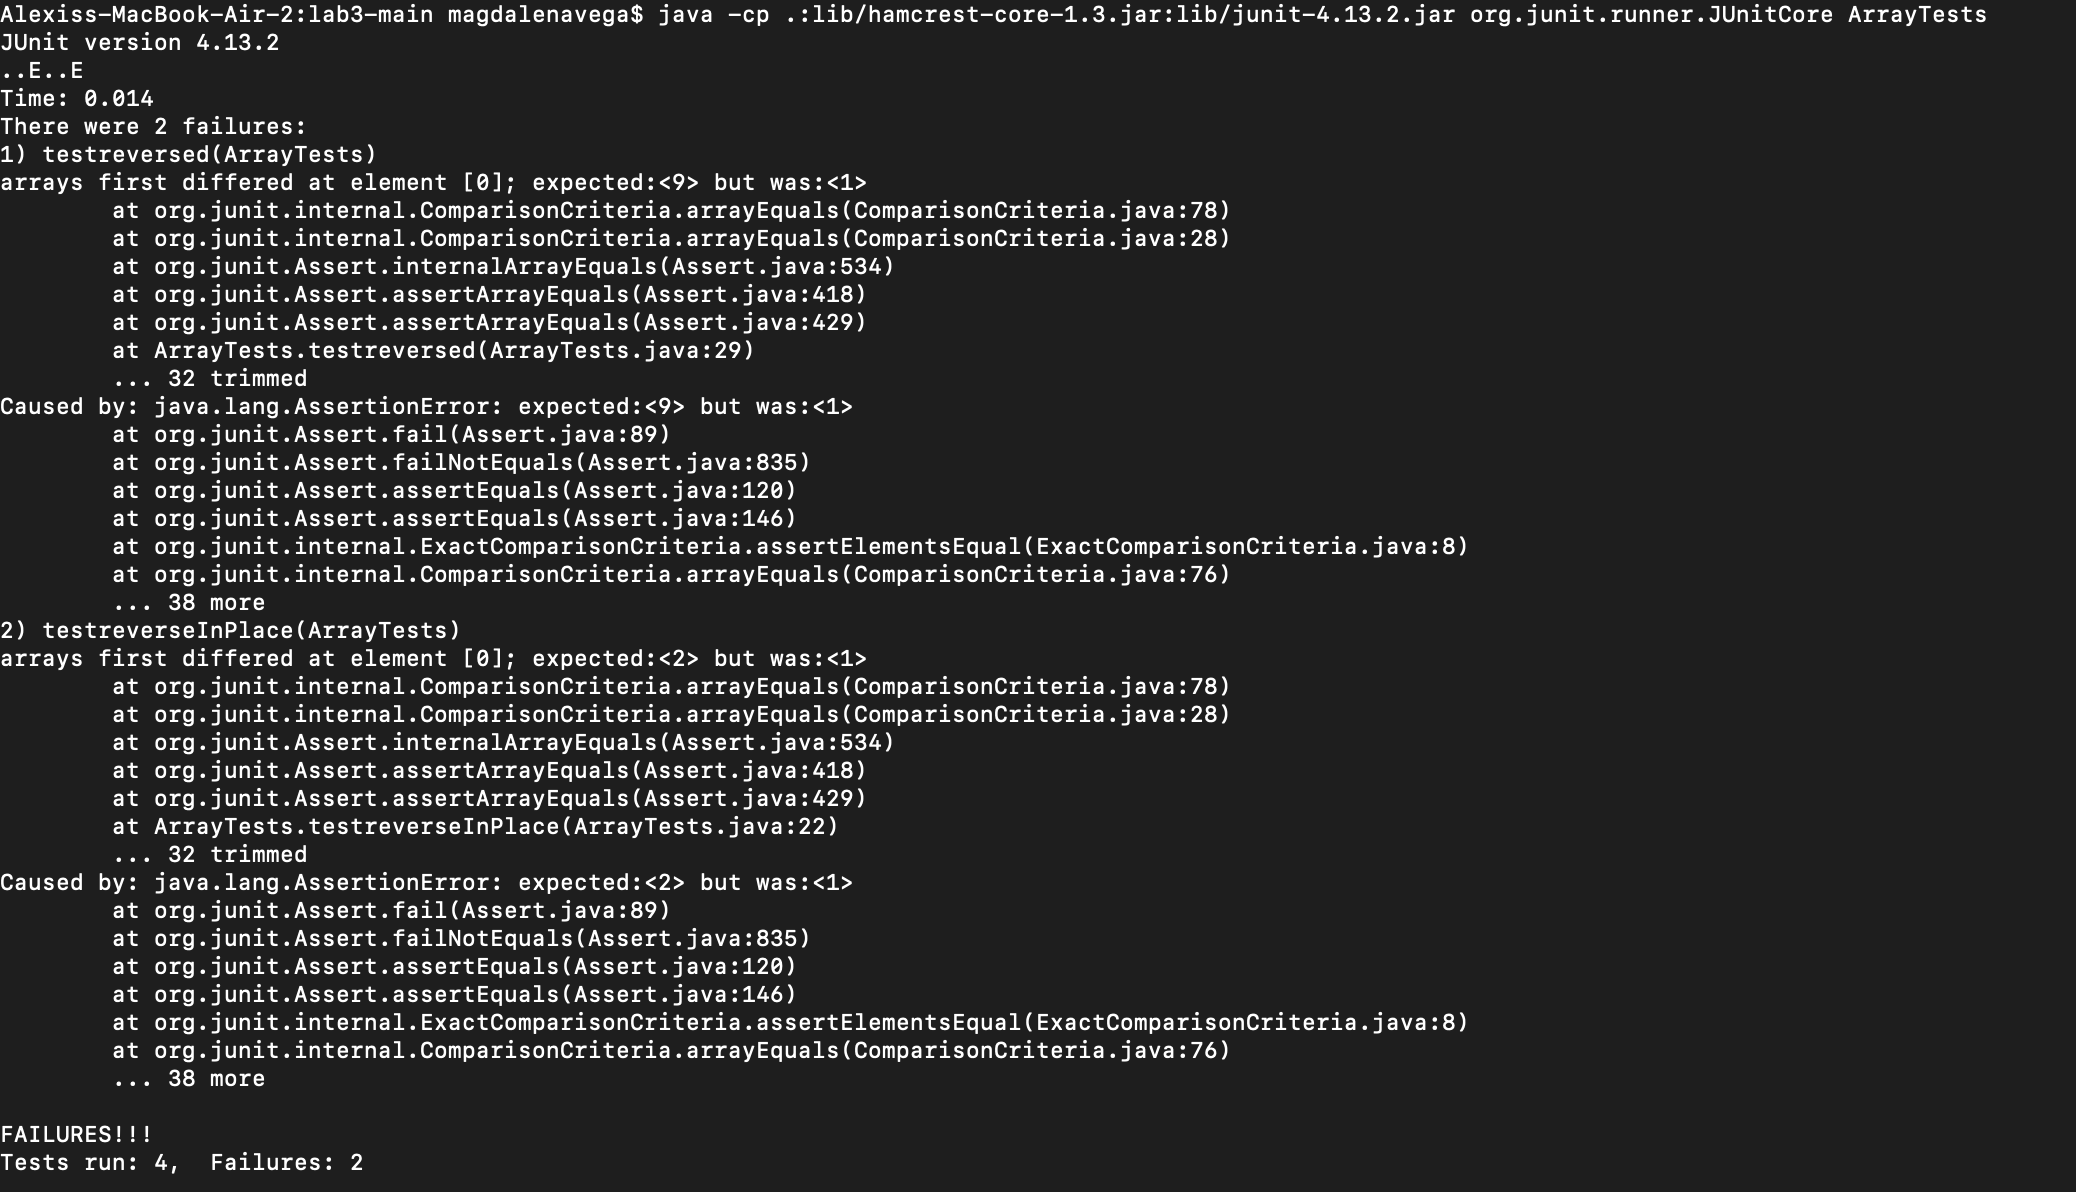 Alexiss-MacBook-Air-2:lab3-main magdalenavega$ java -cp .:lib/hamcrest-core-1.3.jar:lib/junit-4.13.2.jar org.junit.runner.JUnitCore ArrayTests
JUnit version 4.13.2
..E..E
Time: 0.014
There were 2 failures:
1) testreversed(ArrayTests)
arrays first differed at element [0]; expected:<9> but was:<1>
        at org.junit.internal.ComparisonCriteria.arrayEquals(ComparisonCriteria.java:78)
        at org.junit.internal.ComparisonCriteria.arrayEquals(ComparisonCriteria.java:28)
        at org.junit.Assert.internalArrayEquals(Assert.java:534)
        at org.junit.Assert.assertArrayEquals(Assert.java:418)
        at org.junit.Assert.assertArrayEquals(Assert.java:429)
        at ArrayTests.testreversed(ArrayTests.java:29)
        ... 32 trimmed
Caused by: java.lang.AssertionError: expected:<9> but was:<1>
        at org.junit.Assert.fail(Assert.java:89)
        at org.junit.Assert.failNotEquals(Assert.java:835)
        at org.junit.Assert.assertEquals(Assert.java:120)
        at org.junit.Assert.assertEquals(Assert.java:146)
        at org.junit.internal.ExactComparisonCriteria.assertElementsEqual(ExactComparisonCriteria.java:8)
        at org.junit.internal.ComparisonCriteria.arrayEquals(ComparisonCriteria.java:76)
        ... 38 more
2) testreverseInPlace(ArrayTests)
arrays first differed at element [0]; expected:<2> but was:<1>
        at org.junit.internal.ComparisonCriteria.arrayEquals(ComparisonCriteria.java:78)
        at org.junit.internal.ComparisonCriteria.arrayEquals(ComparisonCriteria.java:28)
        at org.junit.Assert.internalArrayEquals(Assert.java:534)
        at org.junit.Assert.assertArrayEquals(Assert.java:418)
        at org.junit.Assert.assertArrayEquals(Assert.java:429)
        at ArrayTests.testreverseInPlace(ArrayTests.java:22)
        ... 32 trimmed
Caused by: java.lang.AssertionError: expected:<2> but was:<1>
        at org.junit.Assert.fail(Assert.java:89)
        at org.junit.Assert.failNotEquals(Assert.java:835)
        at org.junit.Assert.assertEquals(Assert.java:120)
        at org.junit.Assert.assertEquals(Assert.java:146)
        at org.junit.internal.ExactComparisonCriteria.assertElementsEqual(ExactComparisonCriteria.java:8)
        at org.junit.internal.ComparisonCriteria.arrayEquals(ComparisonCriteria.java:76)
        ... 38 more

FAILURES!!!
Tests run: 4,  Failures: 2